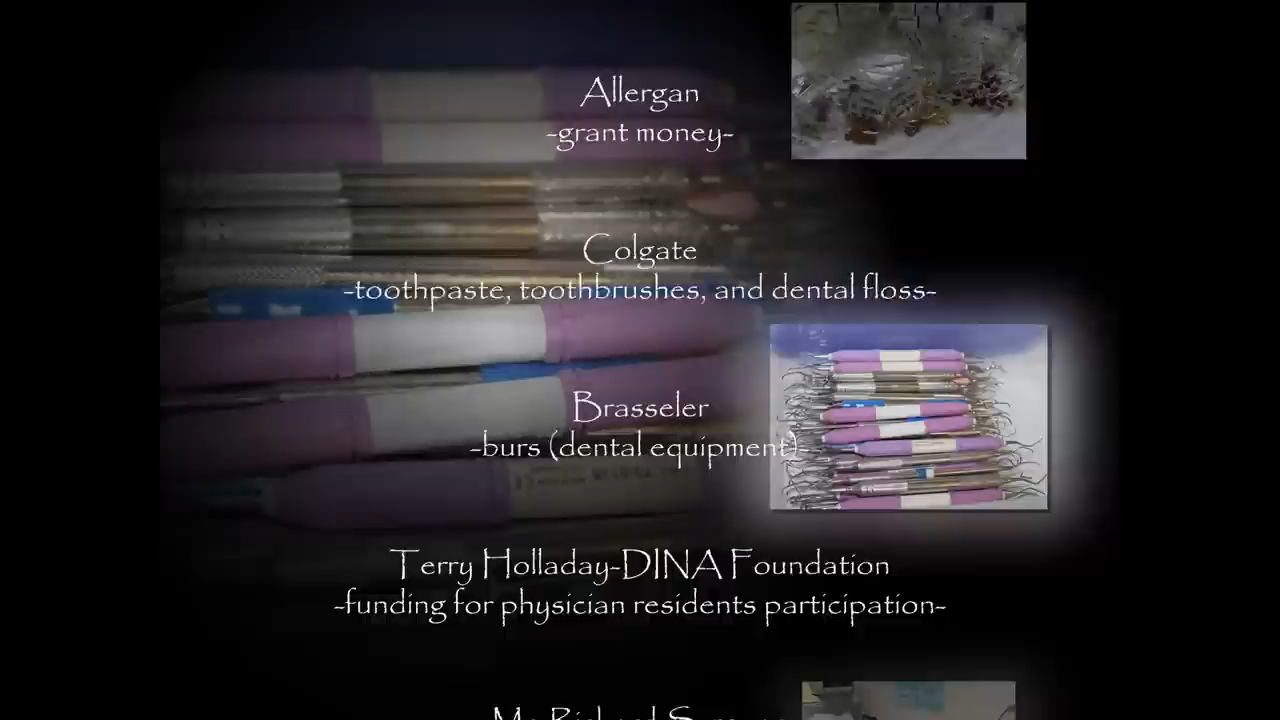 Allergan
-grant money-
Colgate
-toothpaste, toothbrushes, and dental floss-
Brasseler
-burs (dental equipment)-
Terry Holladay-DINA Foundation
-funding for physician residents participation-